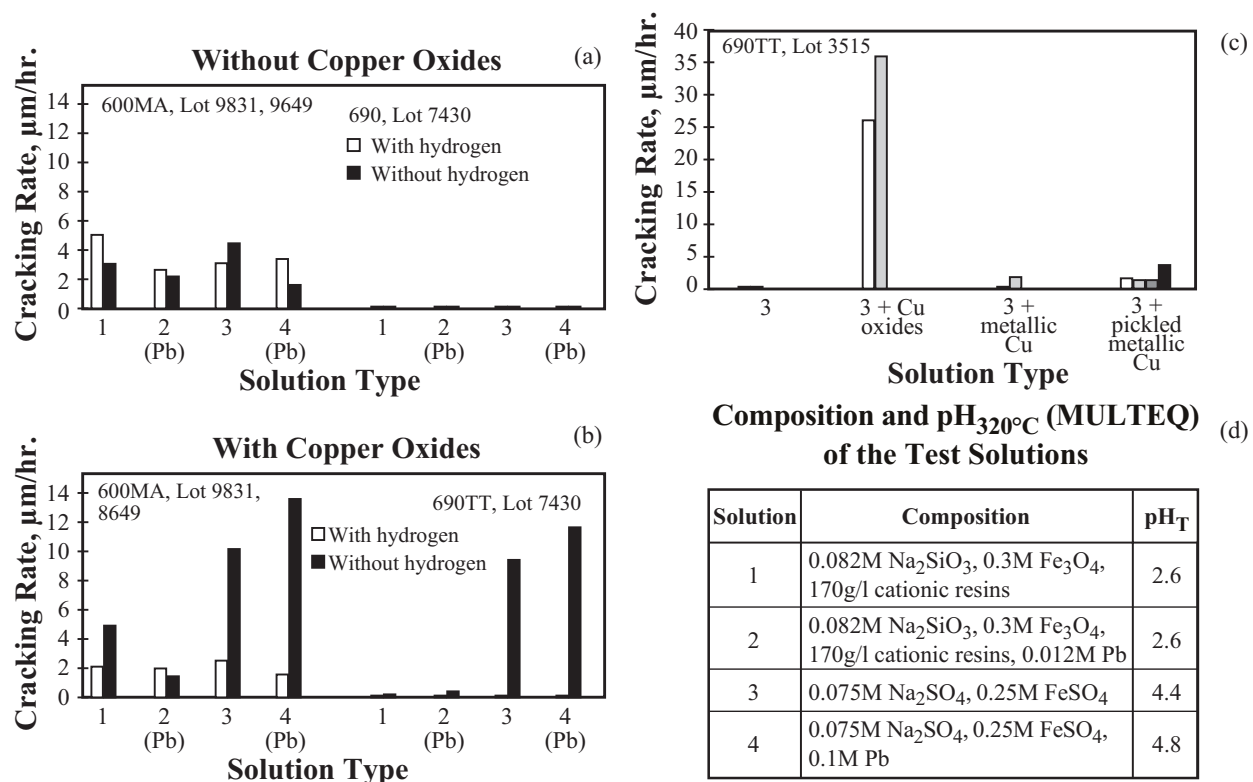 (a)
Without Copper Oxides
Cracking Rate, μm/hr.
14
12
10
8
6
4
2
0
600MA, Lot 9831, 9649
690, Lot 7430
With hydrogen
Without hydrogen
1 2 3 4 1 2 3 4
(Pb) (Pb) (Pb) (Pb)
Solution Type
(b)
With Copper Oxides
Cracking Rate, μm/hr.
14
12
10
8
6
4
2
0
600MA, Lot 9831,
8649
690TT, Lot 7430
With hydrogen
Without hydrogen
1 2 3 4 1 2 3 4
(Pb) (Pb) (Pb) (Pb)
Solution Type
(c)
Cracking Rate, μm/hr.
40
35
30
25
20
15
10
5
0
690TT, Lot 3515
3
3 + Cu
oxides
3 +
metallic
Cu
3 +
pickled
metallic
Cu
Solution Type
(d)
Composition and pH320°C (MULTEQ)
of the Test Solutions
Solution Composition pHT
1 0.082M Na2SiO3, 0.3M Fe3O4,
170g/l cationic resins 2.6
2 0.082M Na2SiO3, 0.3M Fe3O4,
170g/l cationic resins, 0.012M Pb 2.6
3 0.075M Na2SO4, 0.25M FeSO4 4.4
4 0.075M Na2SO4, 0.25M FeSO4,
0.1M Pb 4.8